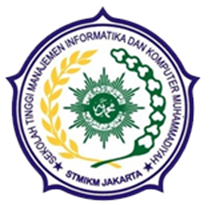 SEKOLAH TINGGI MANAJEMEN INFORMATIKA DAN KOMPUTER MUHAMMADIYAH
STMIKM JAKARTA